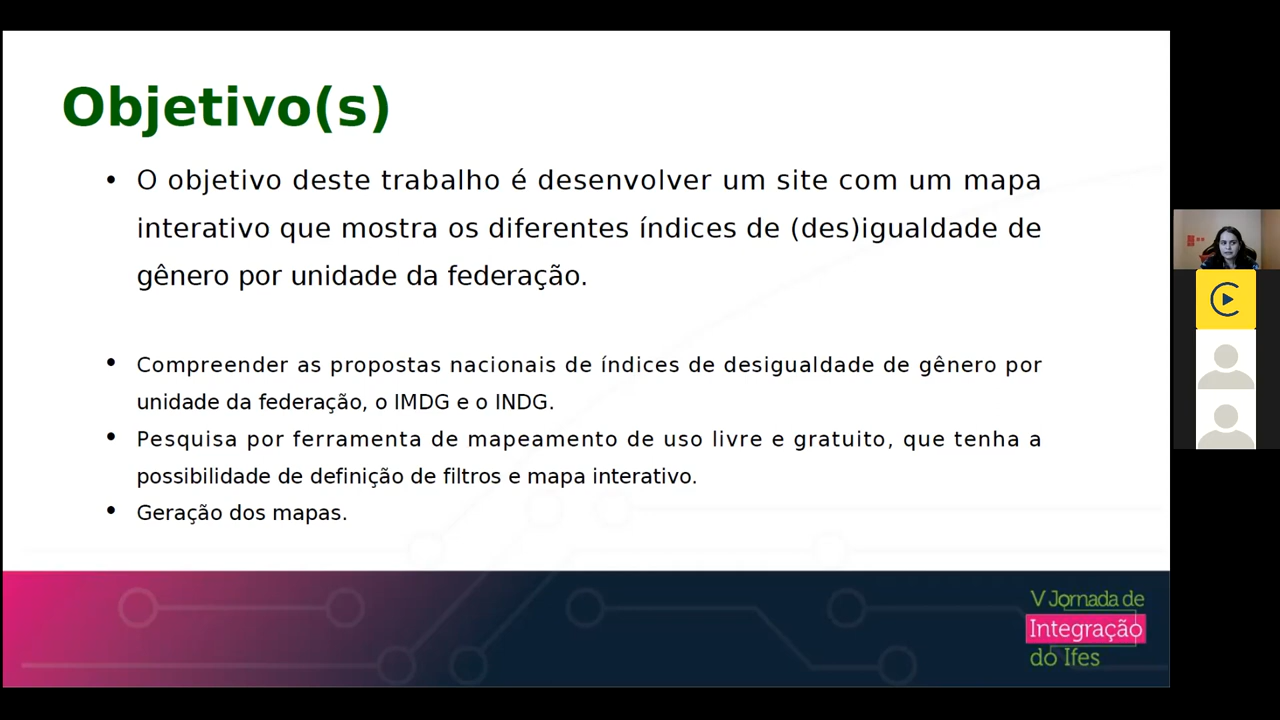 Objetivo(s)
• O objetivo deste trabalho é desenvolver um site com um mapa
interativo que mostra os diferentes índices de (des)igualdade de
gênero por unidade da federação.
• Compreender as propostas nacionais de índices de desigualdade de gênero por
unidade da federação, o IMDG e o INDG.
• Pesquisa por ferramenta de mapeamento de uso livre e gratuito, que tenha a
possibilidade de definição de filtros e mapa interativo.
• Geração dos mapas.
V Jornada de
Integração
do Ifes